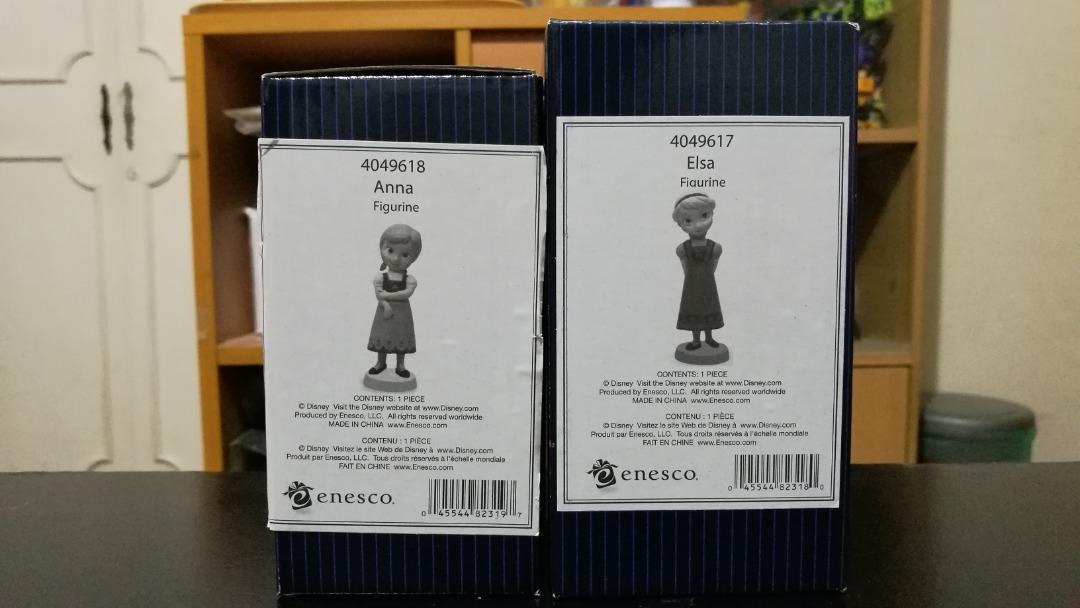 4049618
Anna
Figurine
CONTENTS: 1 PIECE
© Disney Visit the Disney website at www.Disney.com
Produced by Enesco, LLC. All rights reserved worldwide
MADE IN CHINA www.Enesco.com
CONTENU : 1 PIÈCE
© Disney Visitez le site Web de Disney à www.Disney.com
Produit par Enesco, LLC. Tous droits réservés à l'échelle mondiale
FAIT EN CHINE www.Enesco.com
enesco.
0 45544 82319 7
4049617
Elsa
Figurine
CONTENTS: 1 PIECE
© Disney Visit the Disney website at www.Disney.com
Produced by Enesco, LLC. All rights reserved worldwide
MADE IN CHINA www.Enesco.com
CONTENU : 1 PIÈCE
© Disney Visitez le site Web de Disney à www.Disney.com
Produit par Enesco, LLC. Tous droits réservés à l'échelle mondiale
FAIT EN CHINE www.Enesco.com
enesco.
0 45544 82318 0